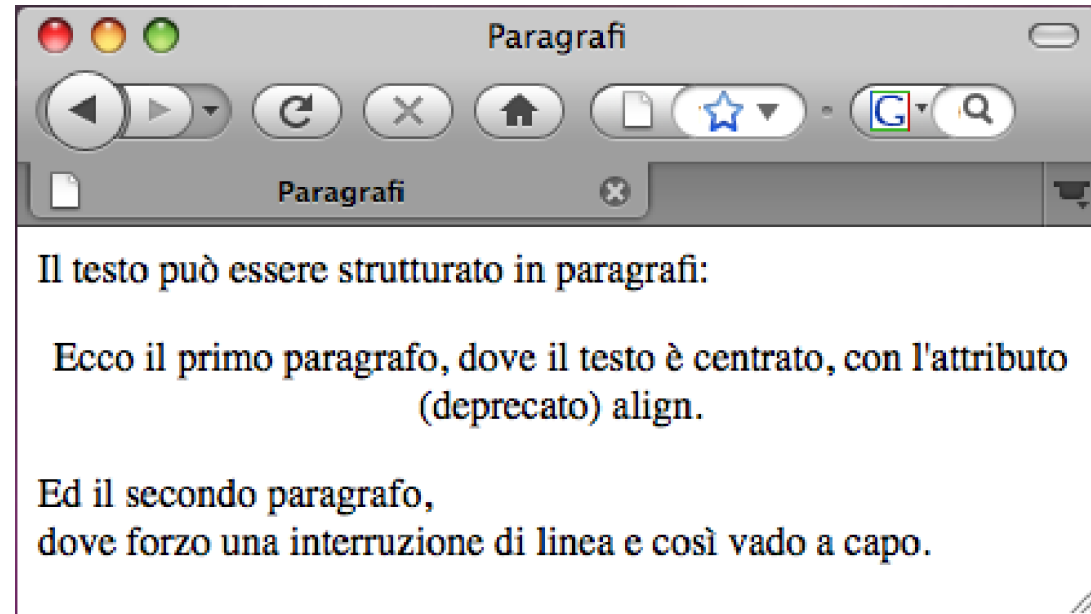 Paragrafi
G
Paragrafi
Il testo può essere strutturato in paragrafi:
Ecco il primo paragrafo, dove il testo è centrato, con l'attributo
(deprecato) align.
Ed il secondo paragrafo,
dove forzo una interruzione di linea e così vado a capo.